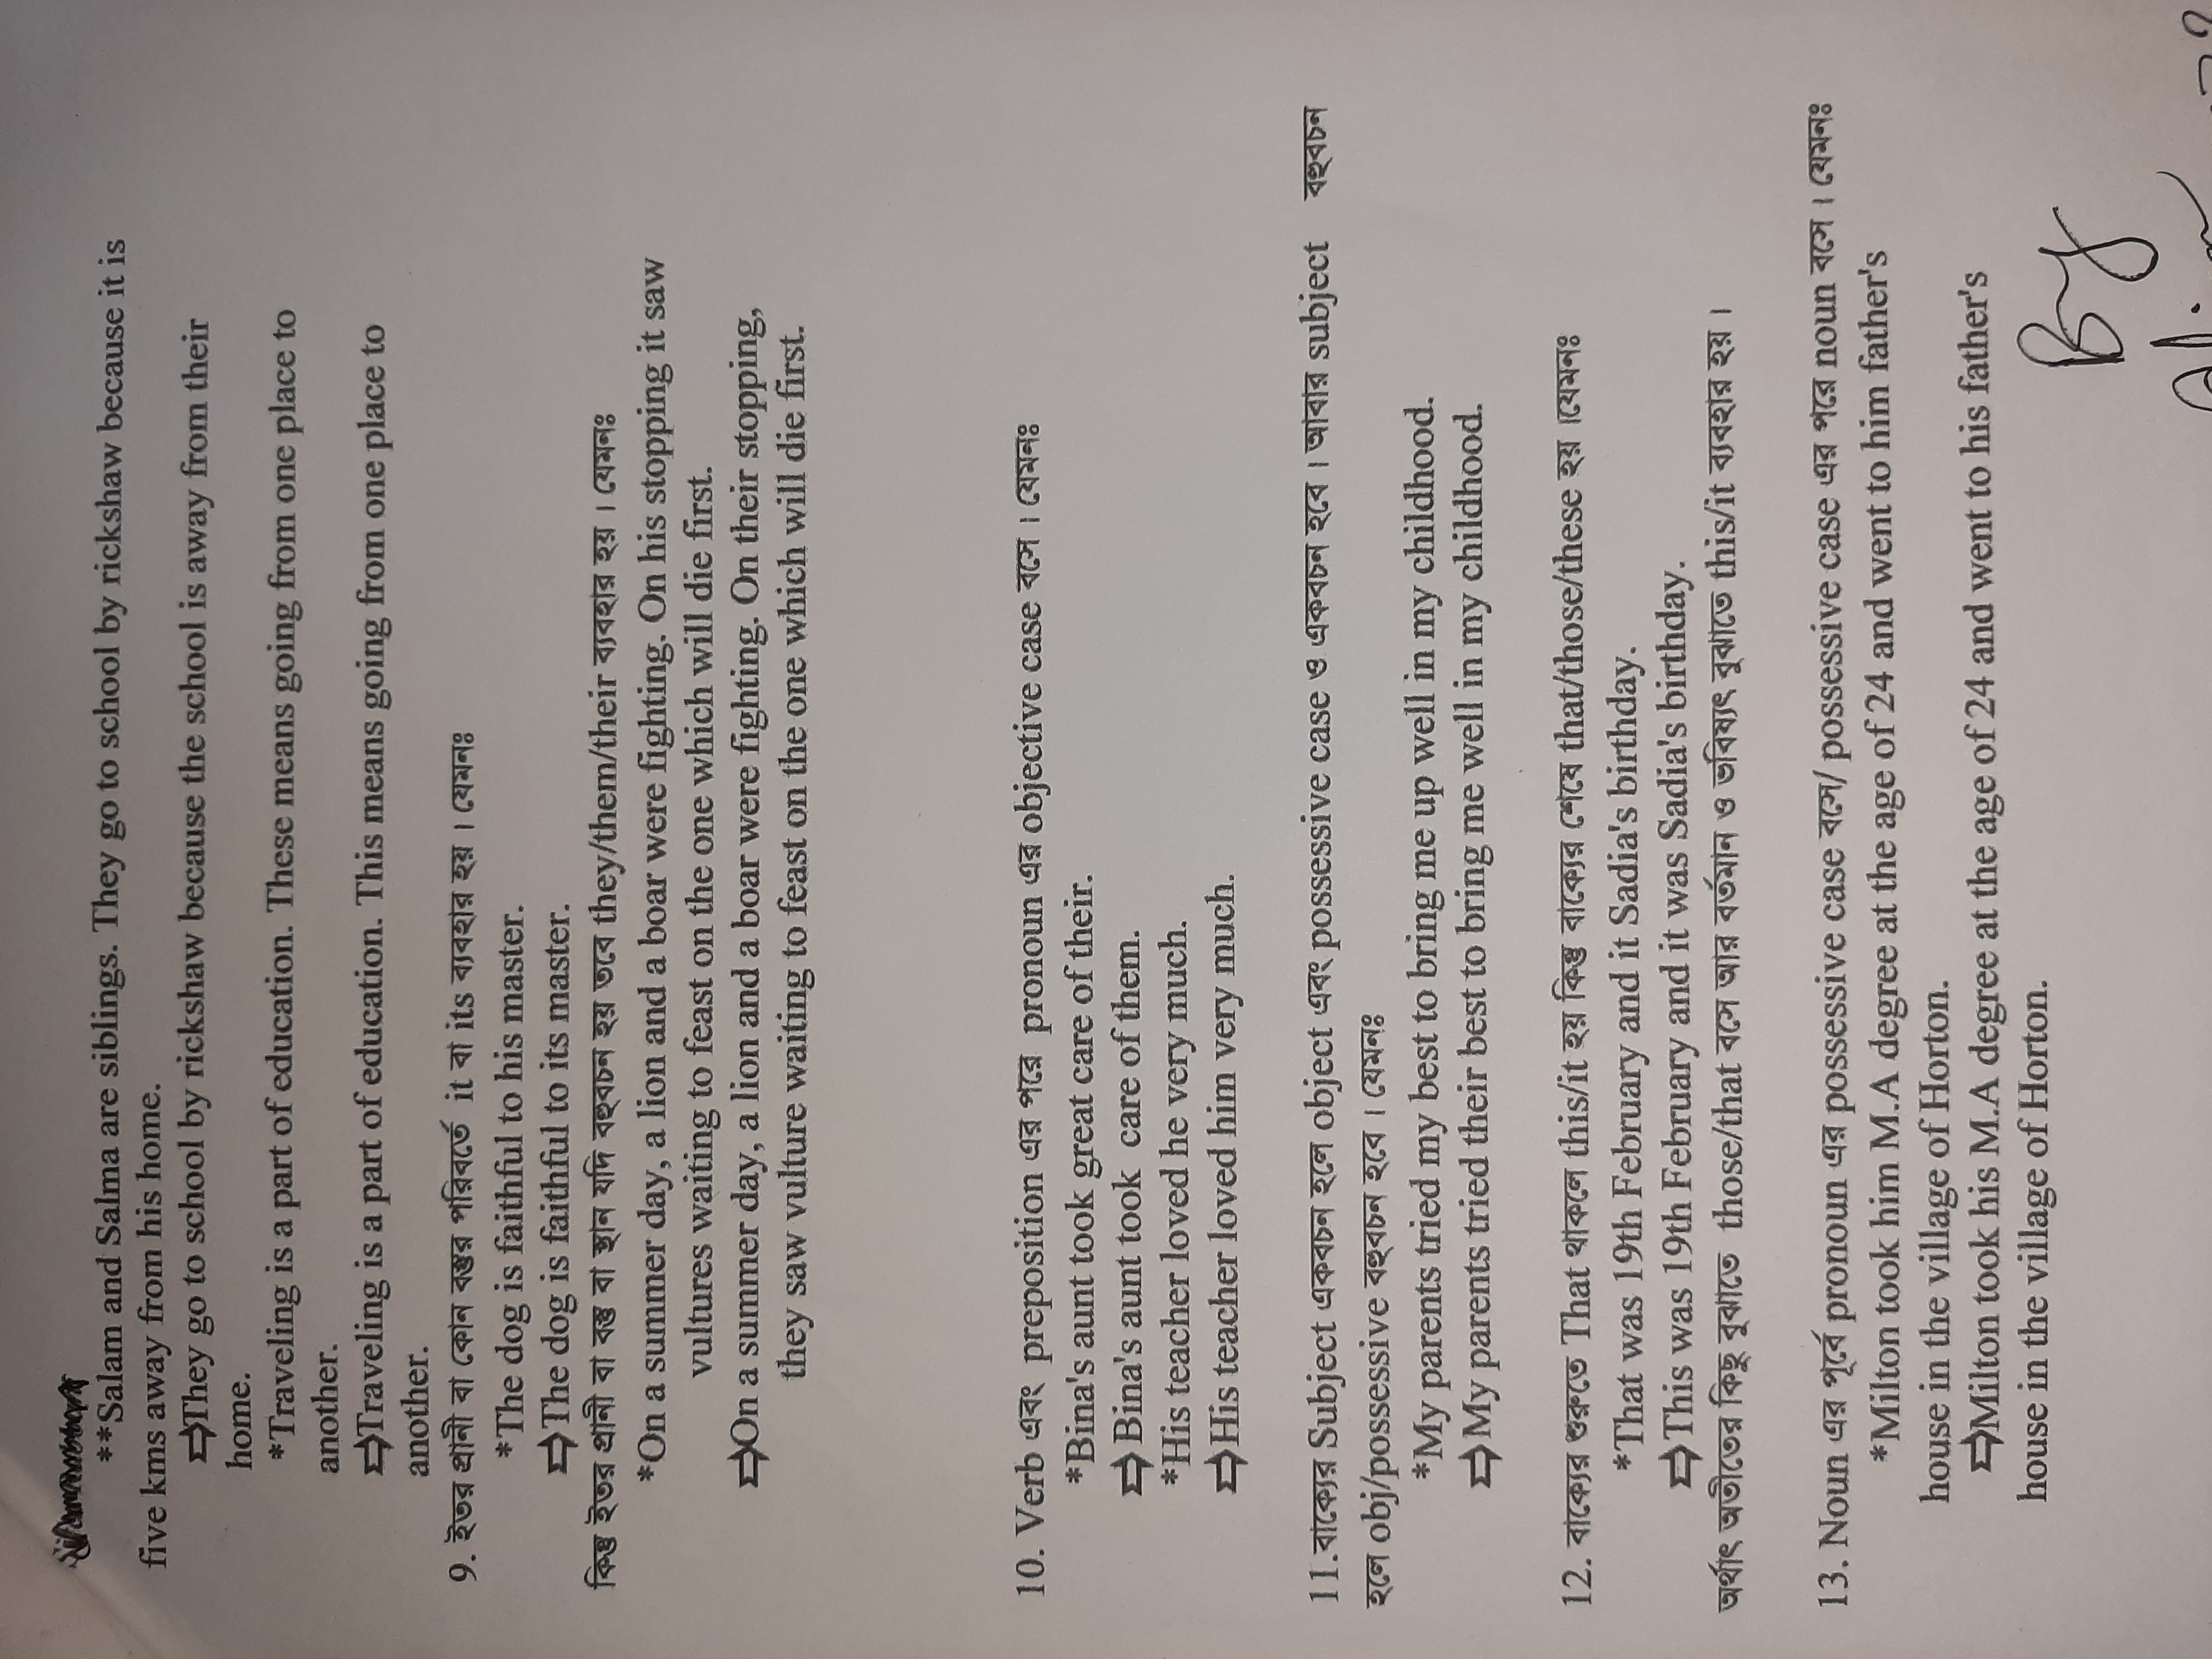 **Salam and Salma are siblings. They go to school by rickshaw because it is
five kms away from his home.
⇨They go to school by rickshaw because the school is away from their
home.
*Traveling is a part of education. These means going from one place to
another.
⇨Traveling is a part of education. This means going from one place to
another.
9. ইতর প্রানী বা কোন বস্তুর পরিবর্তে it বা its ব্যবহার হয়। যেমনঃ
*The dog is faithful to his master.
⇨The dog is faithful to its master.
কিন্তু ইতর প্রানী বা বস্তু বা স্থান যদি বহুবচন হয় তবে they/them/their ব্যবহার হয়। যেমনঃ
*On a summer day, a lion and a boar were fighting. On his stopping it saw
vultures waiting to feast on the one which will die first.
⇨On a summer day, a lion and a boar were fighting. On their stopping,
they saw vulture waiting to feast on the one which will die first.
10. Verb এবং preposition এর পরে pronoun এর objective case বসে। যেমনঃ
*Bina's aunt took great care of their.
⇨ Bina's aunt took care of them.
*His teacher loved he very much.
⇨His teacher loved him very much.
11.বাক্যের Subject একবচন হলে object এবং possessive case ও একবচন হবে। আবার subject বহুবচন
হলে obj/possessive বহুবচন হবে। যেমনঃ
*My parents tried my best to bring me up well in my childhood.
⇨My parents tried their best to bring me well in my childhood.
12. বাক্যের শুরুতে That থাকলে this/it হয় কিন্তু বাক্যের শেষে that/those/these হয়।যেমনঃ
*That was 19th February and it Sadia's birthday.
⇨This was 19th February and it was Sadia's birthday.
অর্থাৎ অতীতের কিছু বুঝাতে those/that বসে আর বর্তমান ও ভবিষ্যৎ বুঝাতে this/it ব্যবহার হয়।
13. Noun এর পূর্বে pronoun এর possessive case বসে/ possessive case এর পরে noun বসে। যেমনঃ
*Milton took him M.A degree at the age of 24 and went to him father's
house in the village of Horton.
⇨Milton took his M.A degree at the age of 24 and went to his father's
house in the village of Horton.
By